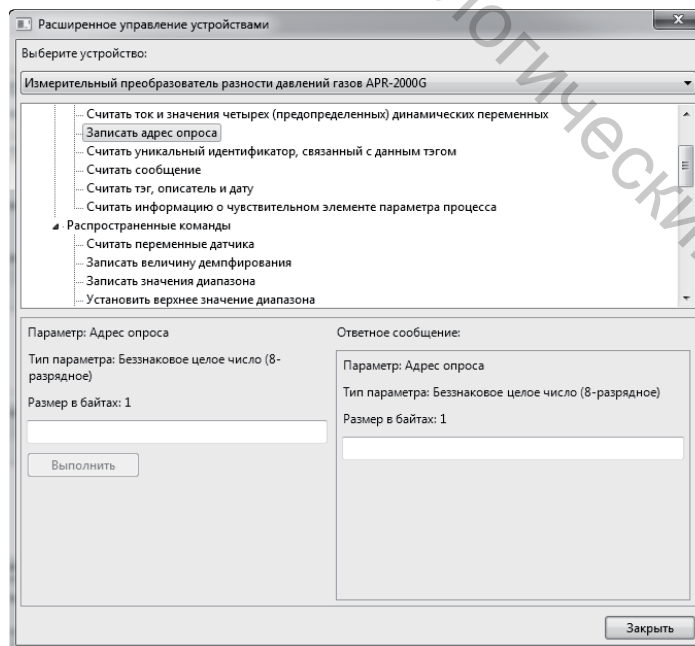 Расширенное управление устройствами
Выберите устройство:
Измерительный преобразователь разности давлений газов APR-2000G
Считать ток и значения четырех (предопределенных) динамических переменных
Записать адрес опроса
Считать уникальный идентификатор, связанный с данным тэгом
Считать сообщение
Считать тэг, описатель и дату
Считать информацию о чувствительном элементе параметра процесса
Распространенные команды
Считать переменные датчика
Записать величину демпфирования
Записать значения диапазона
Установить верхнее значение диапазона
Параметр: Адрес опроса
Тип параметра: Беззнаковое целое число (8-
разрядное)
Размер в байтах: 1
Выполнить
Ответное сообщение:
Параметр: Адрес опроса
Тип параметра: Беззнаковое целое число (8-разрядное)
Размер в байтах: 1
Закрыть